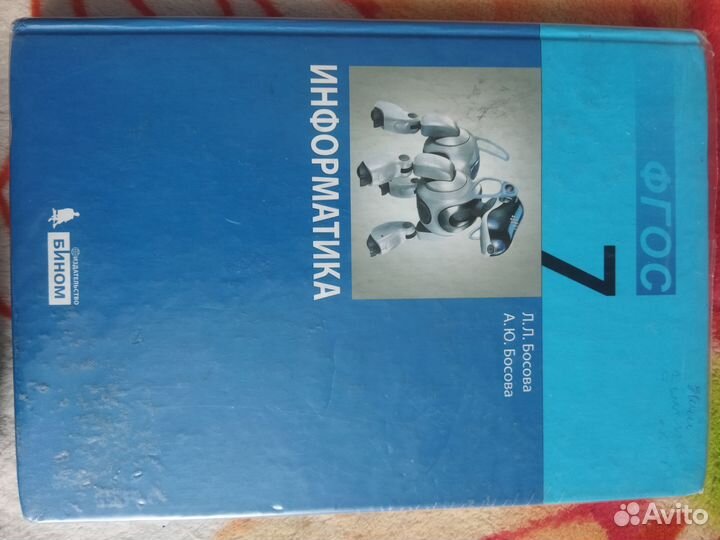 ФГОС
7
Л. Л. Босова
А. Ю. Босова
ИНФОРМАТИКА
ИЗДАТЕЛЬСТВО
БИНОМ
Avito